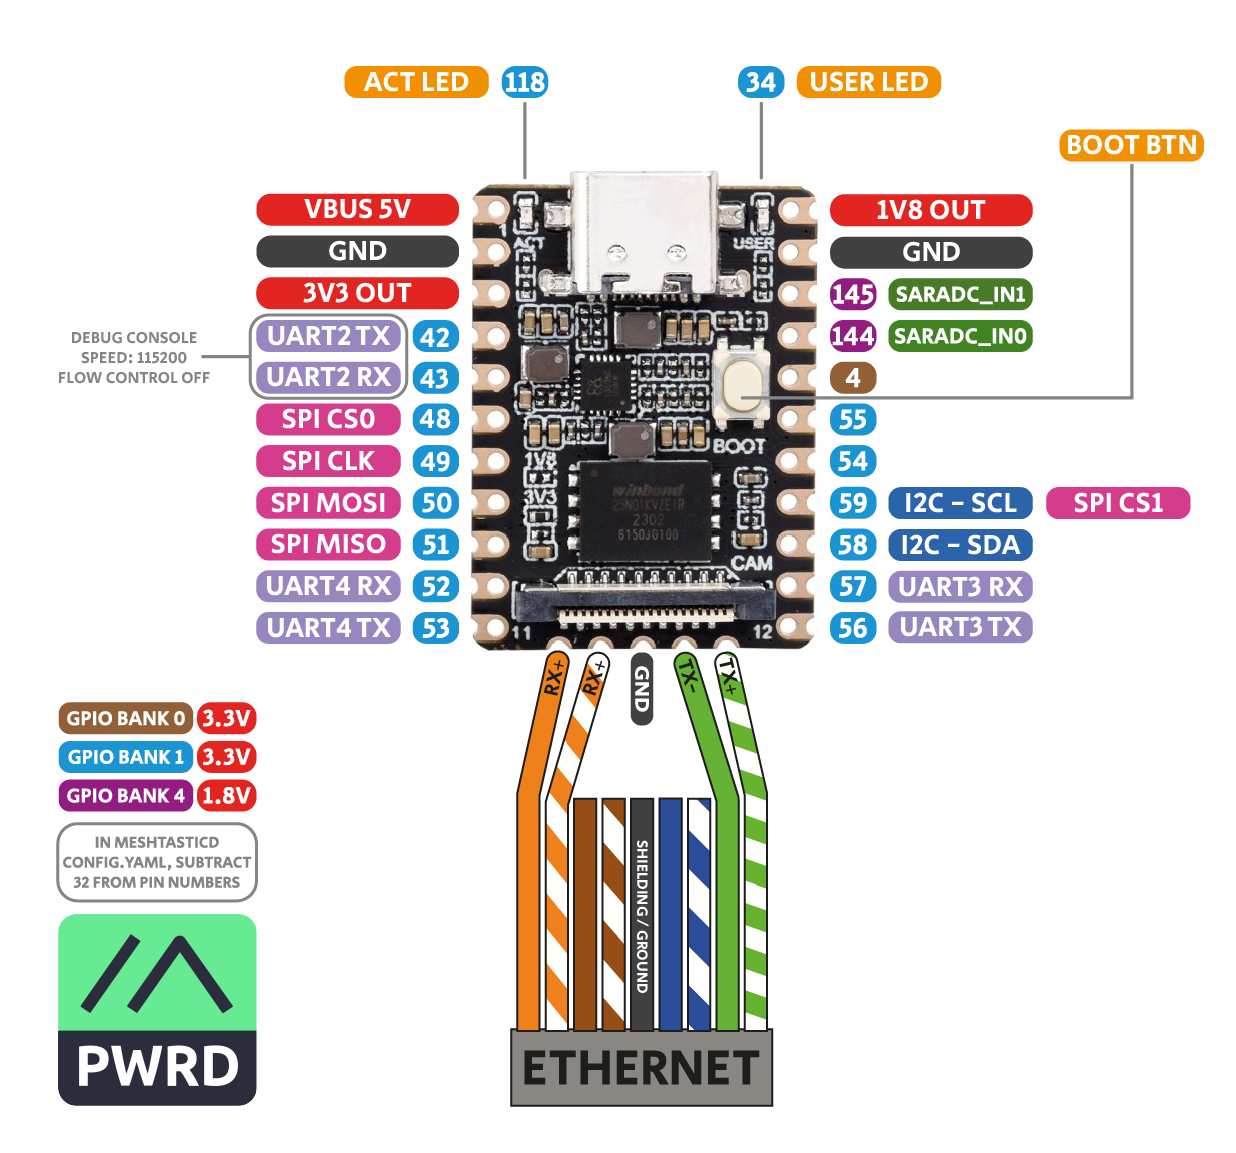 ACT LED 118
34 USER LED
BOOT BTN
VBUS 5V
GND
3V3 OUT
UART2 TX 42
UART2 RX 43
SPI CS0 48
SPI CLK 49
SPI MOSI 50
SPI MISO 51
UART4 RX 52
UART4 TX 53
DEBUG CONSOLE
SPEED: 115200
FLOW CONTROL OFF
1
ACT
USER
BOOT
1V8
3V3
winbond
25N01KVZEIR
2302
6150JG100
CAM
11
12
1V8 OUT
GND
145 SARADC_IN1
144 SARADC_IN0
4
55
54
59 I2C – SCL SPI CS1
58 I2C – SDA
57 UART3 RX
56 UART3 TX
RX+
RX+
GND
TX-
TX+
SHIELDING / GROUND
ETHERNET
GPIO BANK 0 3.3V
GPIO BANK 1 3.3V
GPIO BANK 4 1.8V
IN MESHTASTICD
CONFIG.YAML, SUBTRACT
32 FROM PIN NUMBERS
PWRD